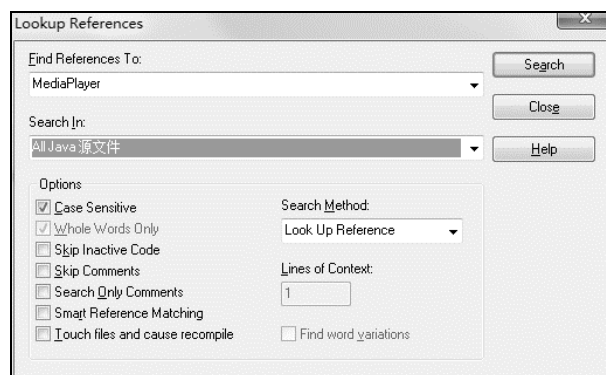 Lookup References
Find References To:
MediaPlayer
Search
Close
Search In:
All Java 源文件
Help
Options
Case Sensitive
Search Method:
Whole Words Only
Look Up Reference
Skip Inactive Code
Skip Comments
Lines of Context:
Search Only Comments
1
Smart Reference Matching
Touch files and cause recompile
Find word variations